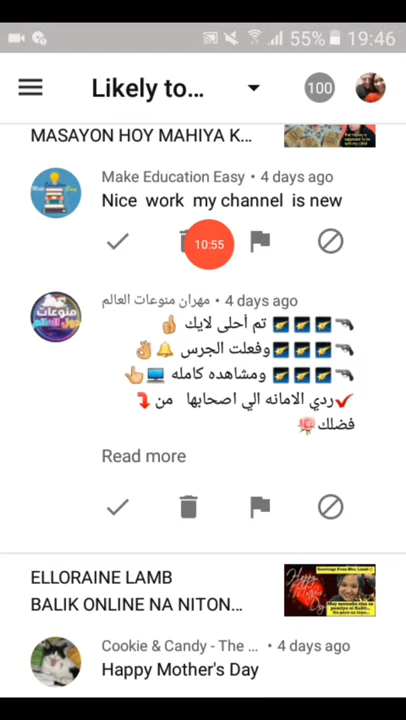 55% 19:46
Likely to...
100
MASAYON HOY MAHIYA K...
Make Education Easy • 4 days ago
Nice work my channel is new
10:55
مهران منوعات العالم • 4 days ago
تم أحلى لايك
وفعلت الجرس
ومشاهده كامله
ردي الامانه الي اصحابها من
فضلك
Read more
ELLORAINE LAMB
BALIK ONLINE NA NITON...
Happy Mother's Day
Cookie & Candy - The ... • 4 days ago
Happy Mother's Day